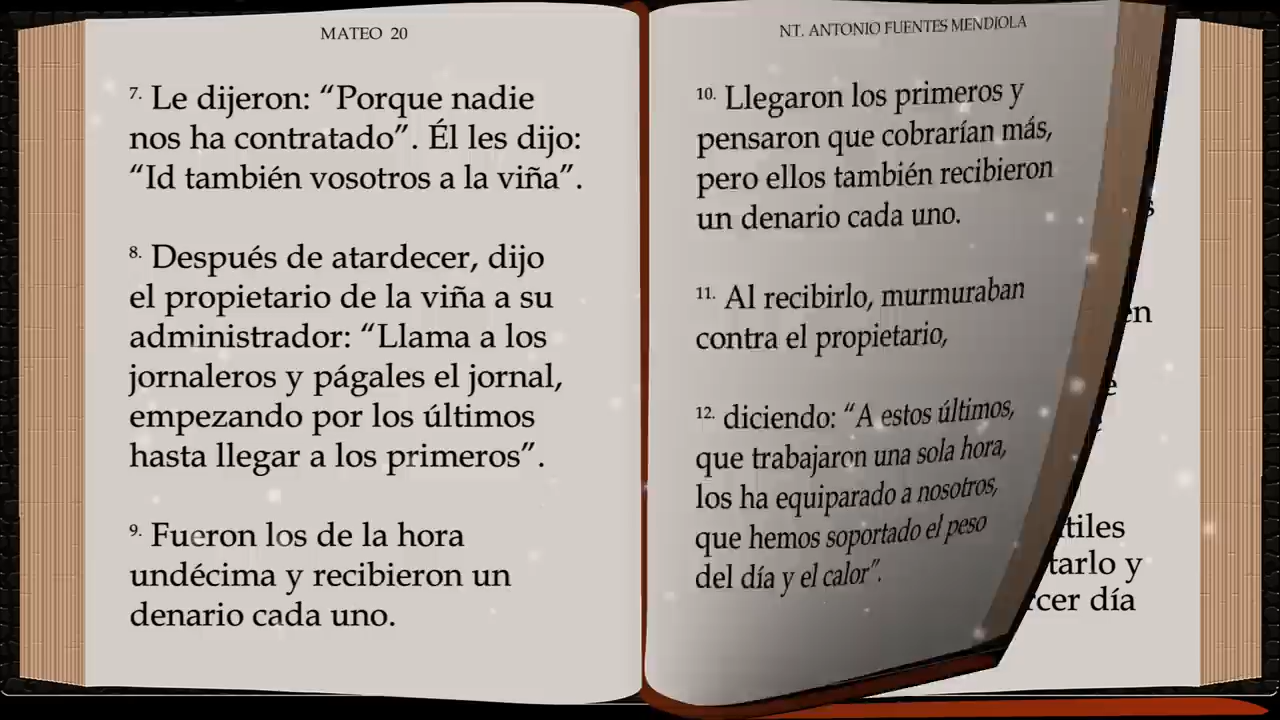 MATEO 20
7. Le dijeron: “Porque nadie
nos ha contratado”. Él les dijo:
“Id también vosotros a la viña”.
8. Después de atardecer, dijo
el propietario de la viña a su
administrador: “Llama a los
jornaleros y págales el jornal,
empezando por los últimos
hasta llegar a los primeros”.
9. Fueron los de la hora
undécima y recibieron un
denario cada uno.
NT. ANTONIO FUENTES MENDIOLA
10. Llegaron los primeros y
pensaron que cobrarían más,
pero ellos también recibieron
un denario cada uno.
11. Al recibirlo, murmuraban
contra el propietario,
12. diciendo: “A estos últimos,
que trabajaron una sola hora,
los ha equiparado a nosotros,
que hemos soportado el peso
del día y el calor”.
tiles
tarlo y
rcer día